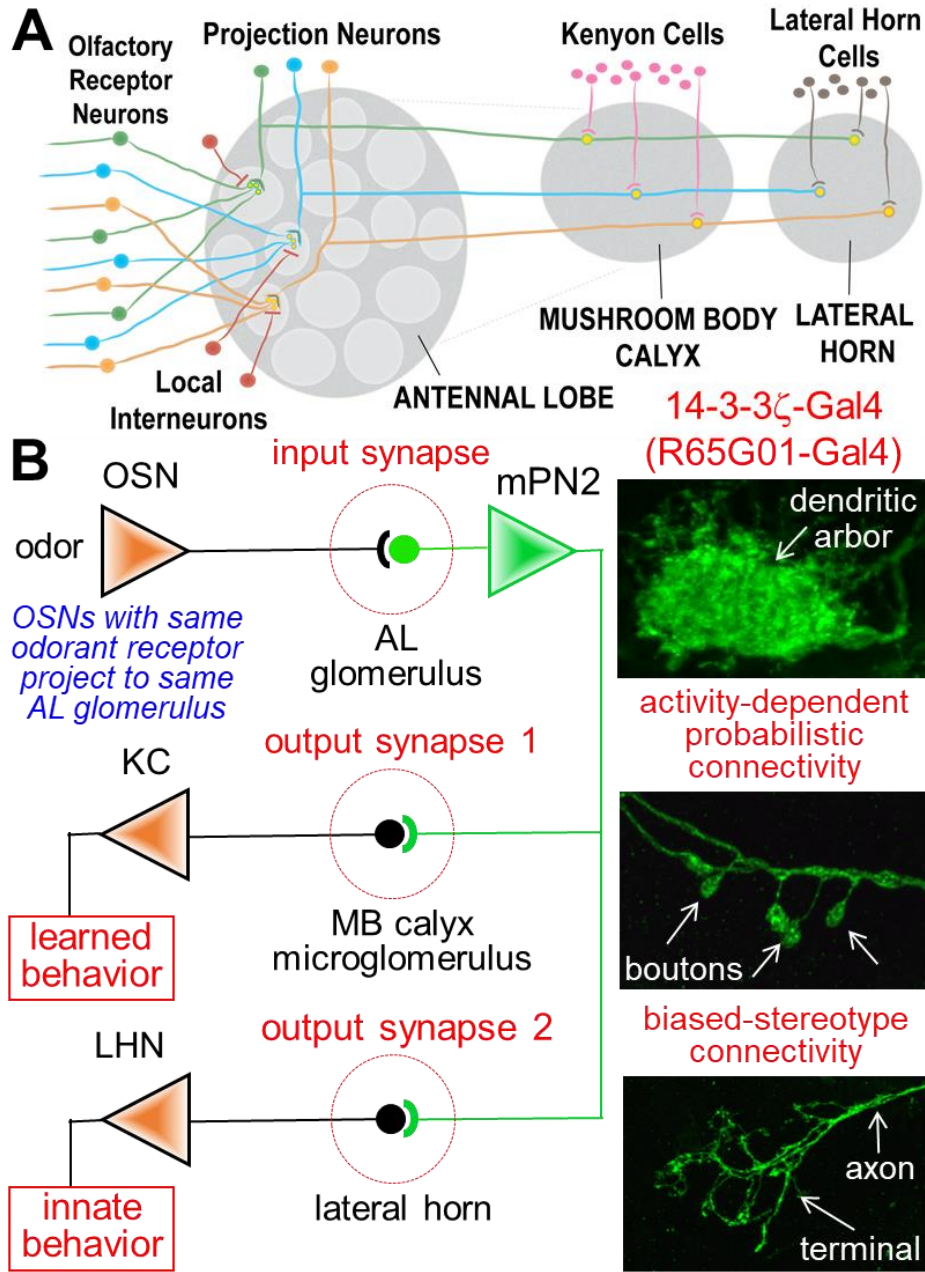 A
Olfactory
Receptor
Neurons
Projection Neurons
Kenyon Cells
Lateral Horn
Cells
Local
Interneurons
ANTENNAL LOBE
MUSHROOM BODY
CALYX
LATERAL
HORN
B
OSN
odor
OSNs with same
odorant receptor
project to same
AL glomerulus
input synapse
AL
glomerulus
mPN2
14-3-3ζ-Gal4
(R65G01-Gal4)
dendritic
arbor
KC
learned
behavior
output synapse 1
MB calyx
microglomerulus
activity-dependent
probabilistic
connectivity
boutons
LHN
innate
behavior
output synapse 2
lateral horn
biased-stereotype
connectivity
axon
terminal